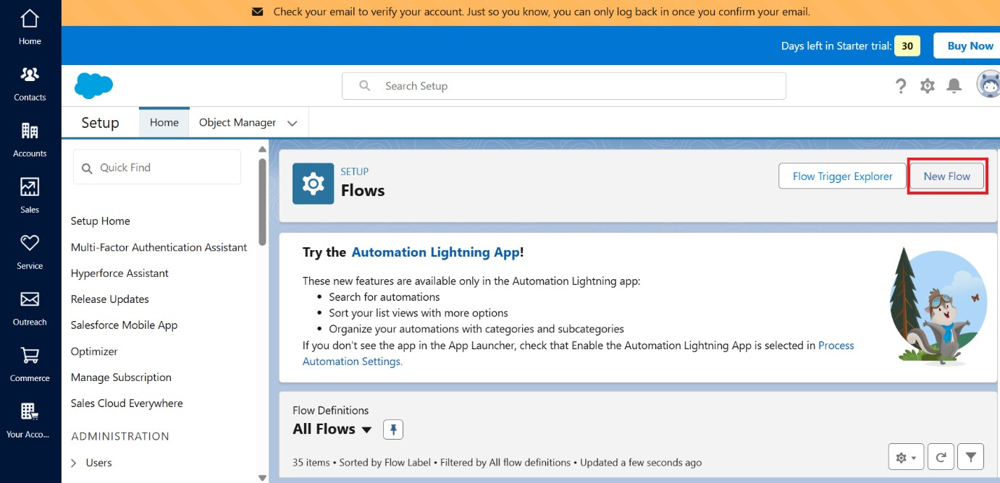 Check your email to verify your account. Just so you know, you can only log back in once you confirm your email.
Days left in Starter trial: 30 Buy Now
Home
Contacts
Accounts
Sales
Service
Outreach
Commerce
Your Acco...
Search Setup
Setup Home Object Manager
Quick Find
Setup Home
Multi-Factor Authentication Assistant
Hyperforce Assistant
Release Updates
Salesforce Mobile App
Optimizer
Manage Subscription
Sales Cloud Everywhere
ADMINISTRATION
Users
SETUP
Flows
Flow Trigger Explorer New Flow
Try the Automation Lightning App!
These new features are available only in the Automation Lightning app:
• Search for automations
• Sort your list views with more options
• Organize your automations with categories and subcategories
If you don't see the app in the App Launcher, check that Enable the Automation Lightning App is selected in Process
Automation Settings.
Flow Definitions
All Flows
35 items • Sorted by Flow Label • Filtered by All flow definitions • Updated a few seconds ago